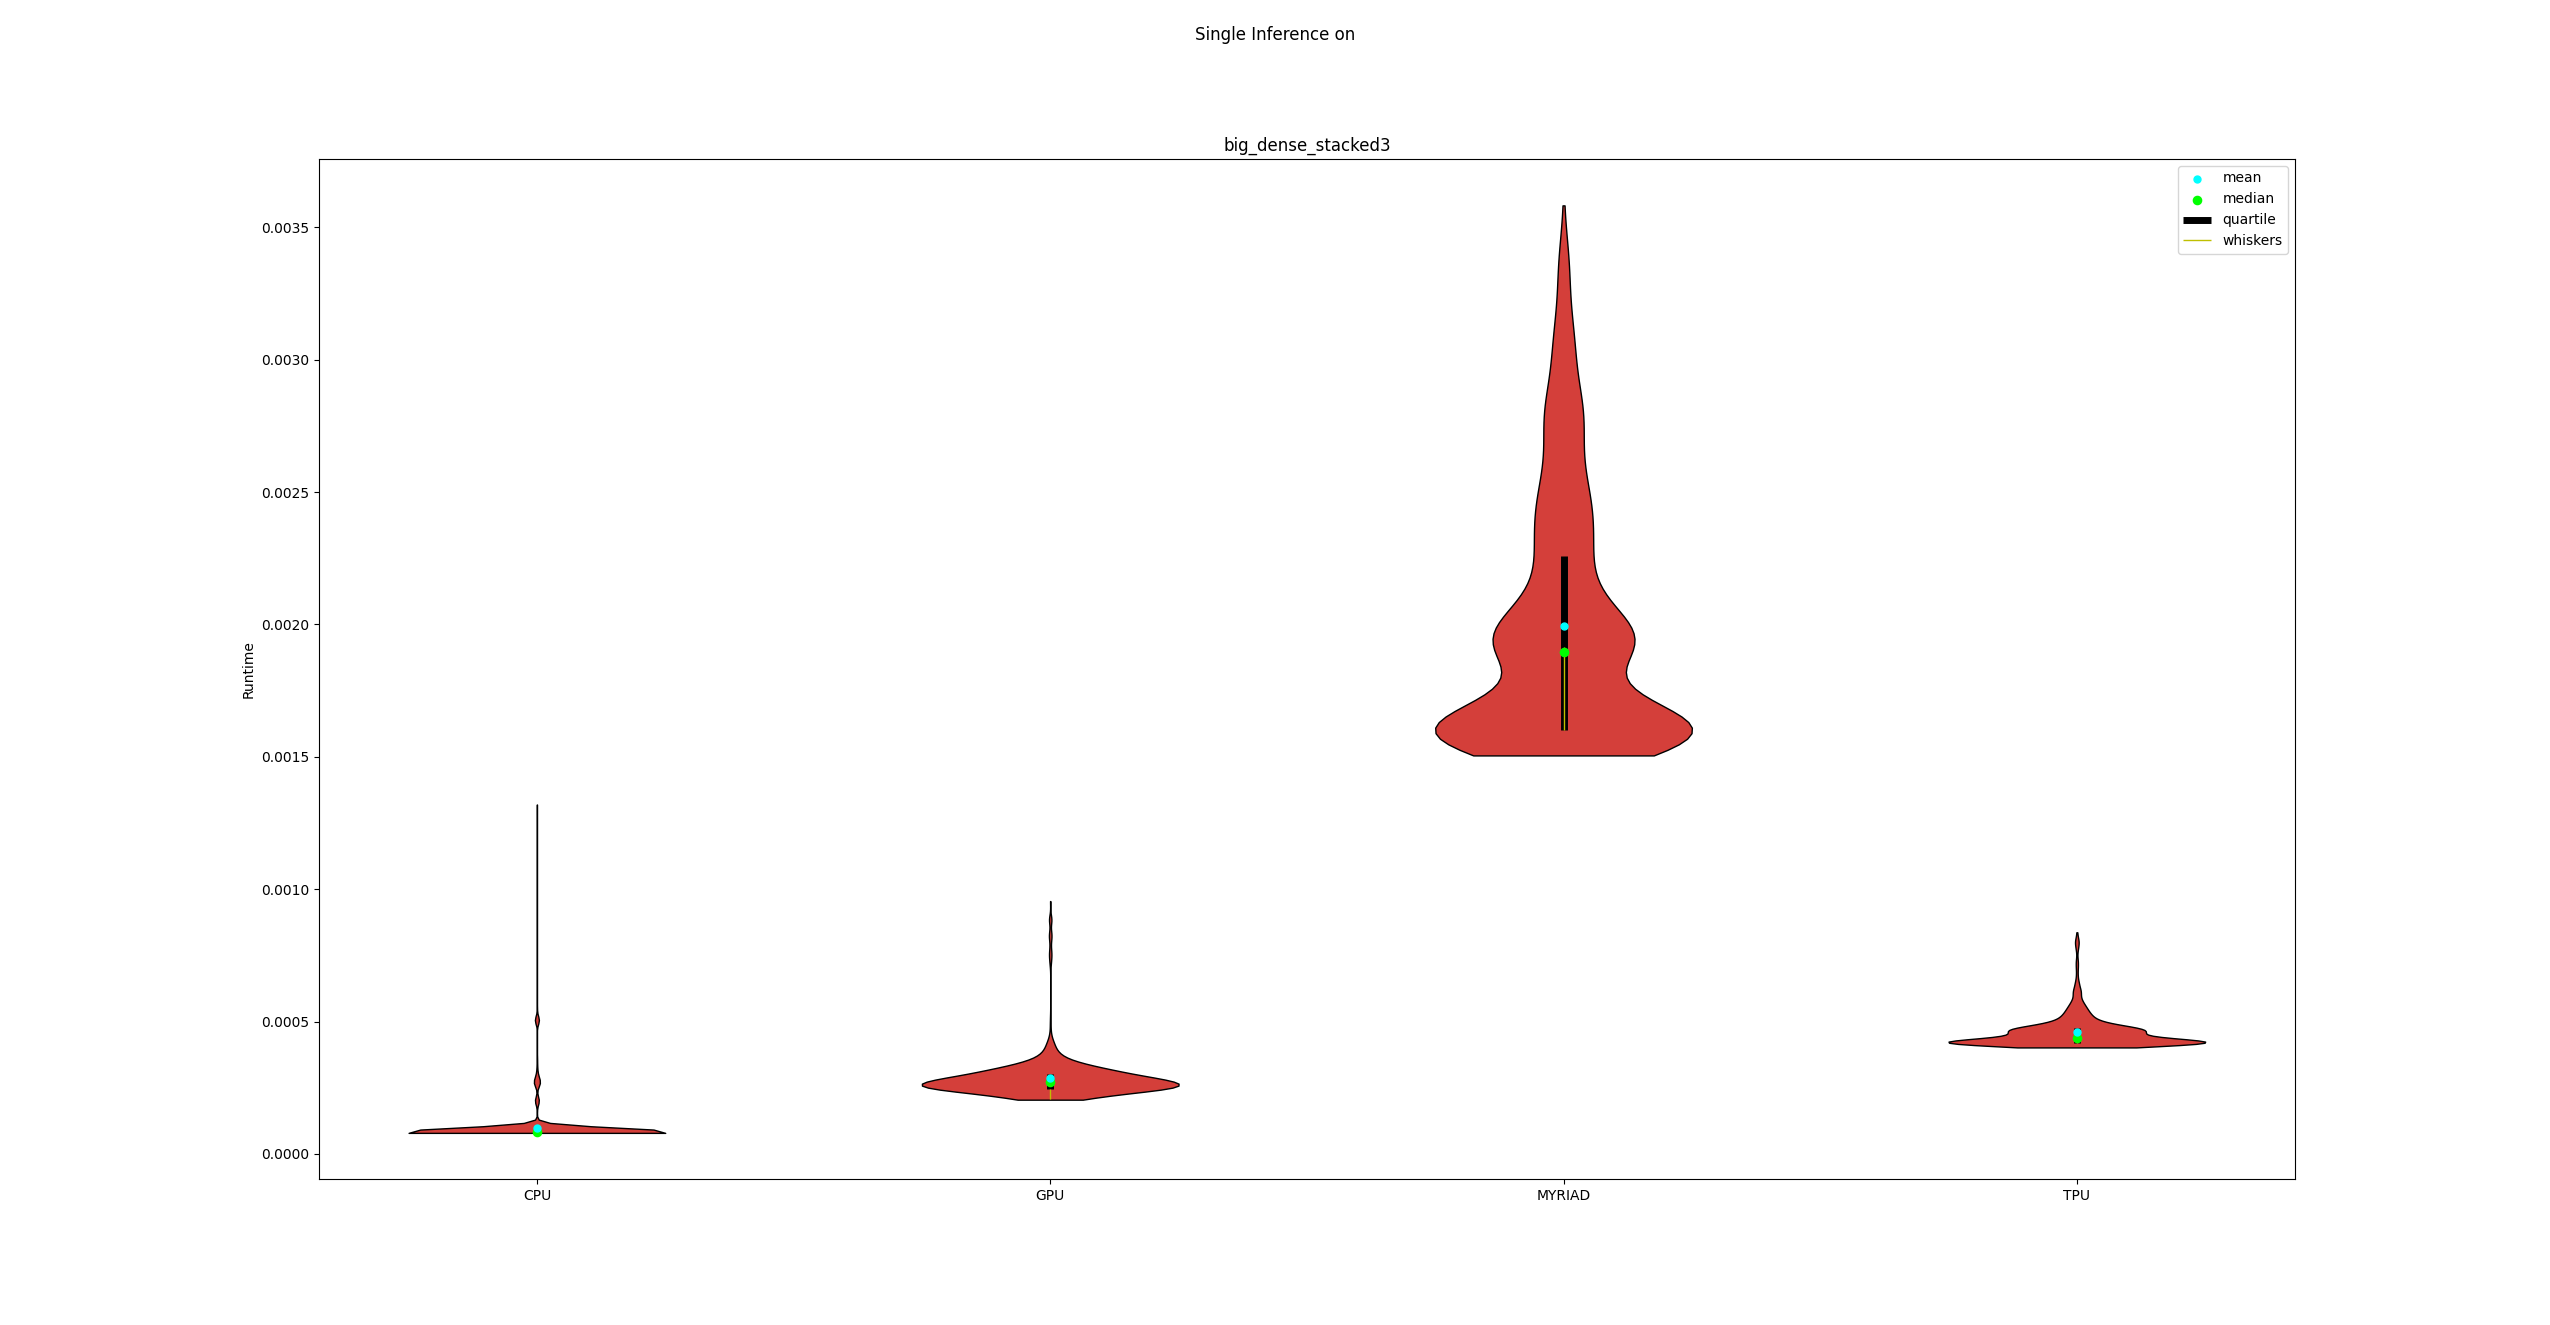 Single Inference on
big_dense_stacked3
mean
median
quartile
whiskers
0.0035
0.0030
0.0025
0.0020
0.0015
0.0010
0.0005
0.0000
Runtime
CPU
GPU
MYRIAD
TPU